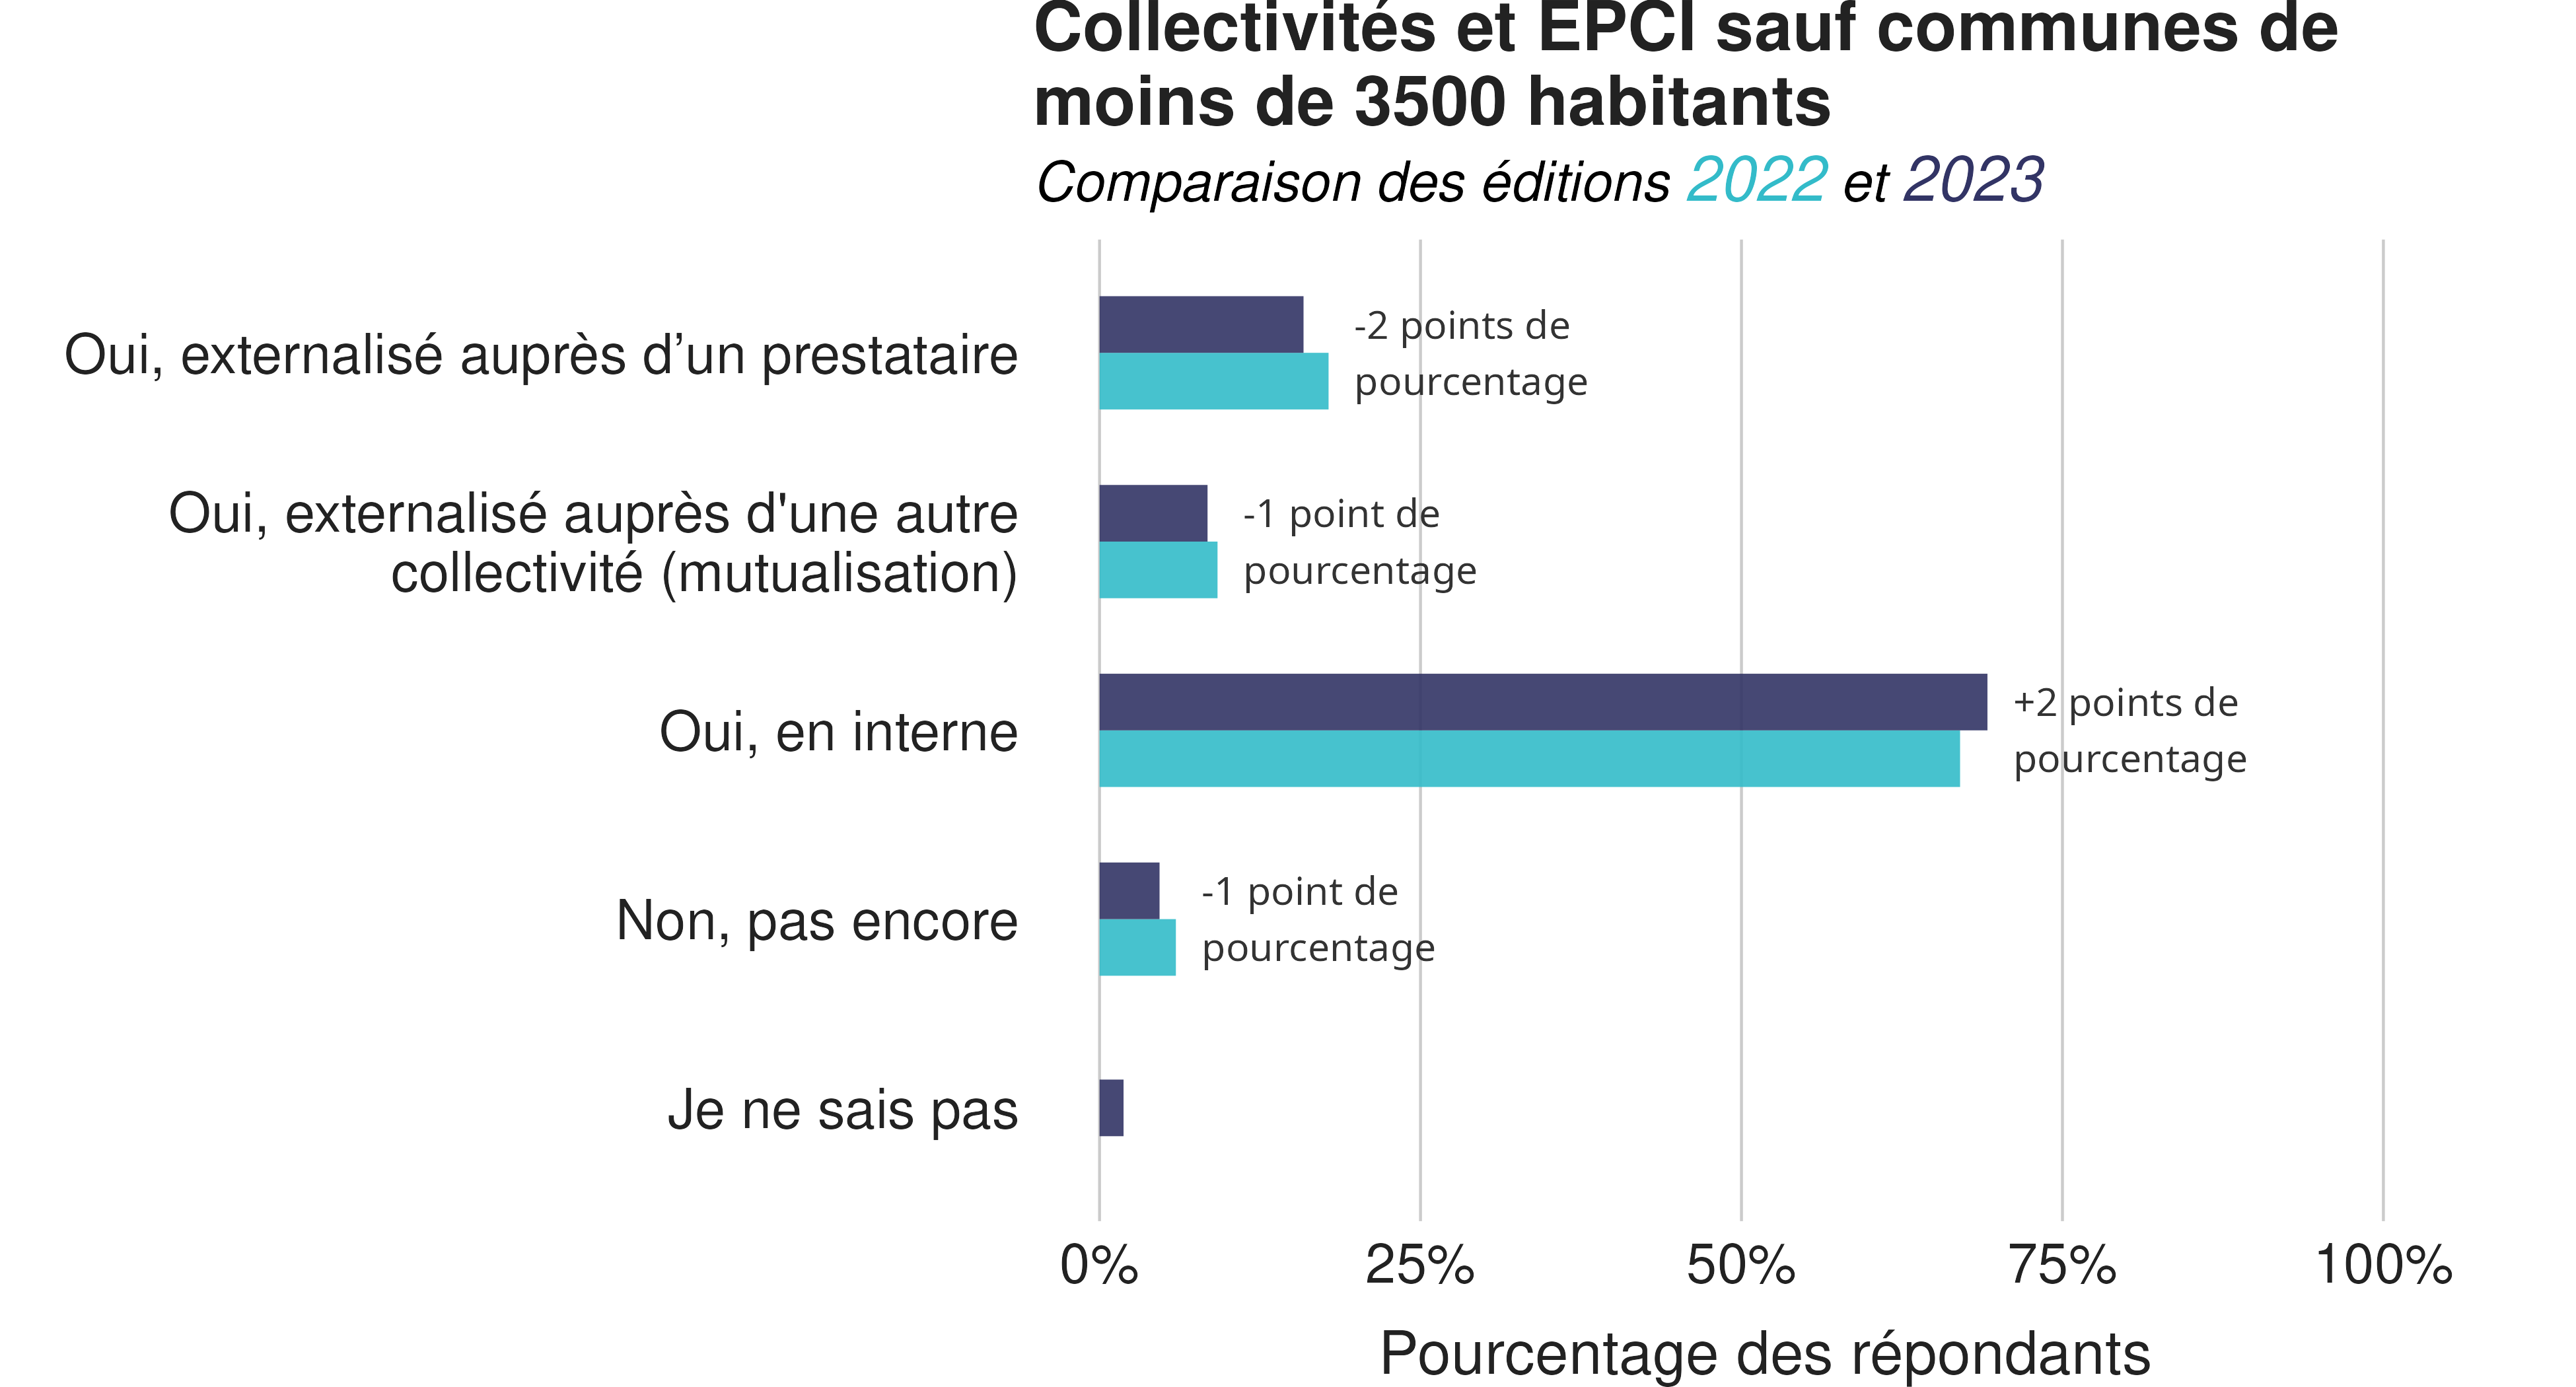 Collectivités et EPCI sauf communes de
moins de 3500 habitants
Comparaison des éditions 2022 et 2023
Oui, externalisé auprès d’un prestataire
-2 points de
pourcentage
Oui, externalisé auprès d'une autre
collectivité (mutualisation)
-1 point de
pourcentage
Oui, en interne
+2 points de
pourcentage
Non, pas encore
-1 point de
pourcentage
Je ne sais pas
0%
25%
50%
75%
100%
Pourcentage des répondants